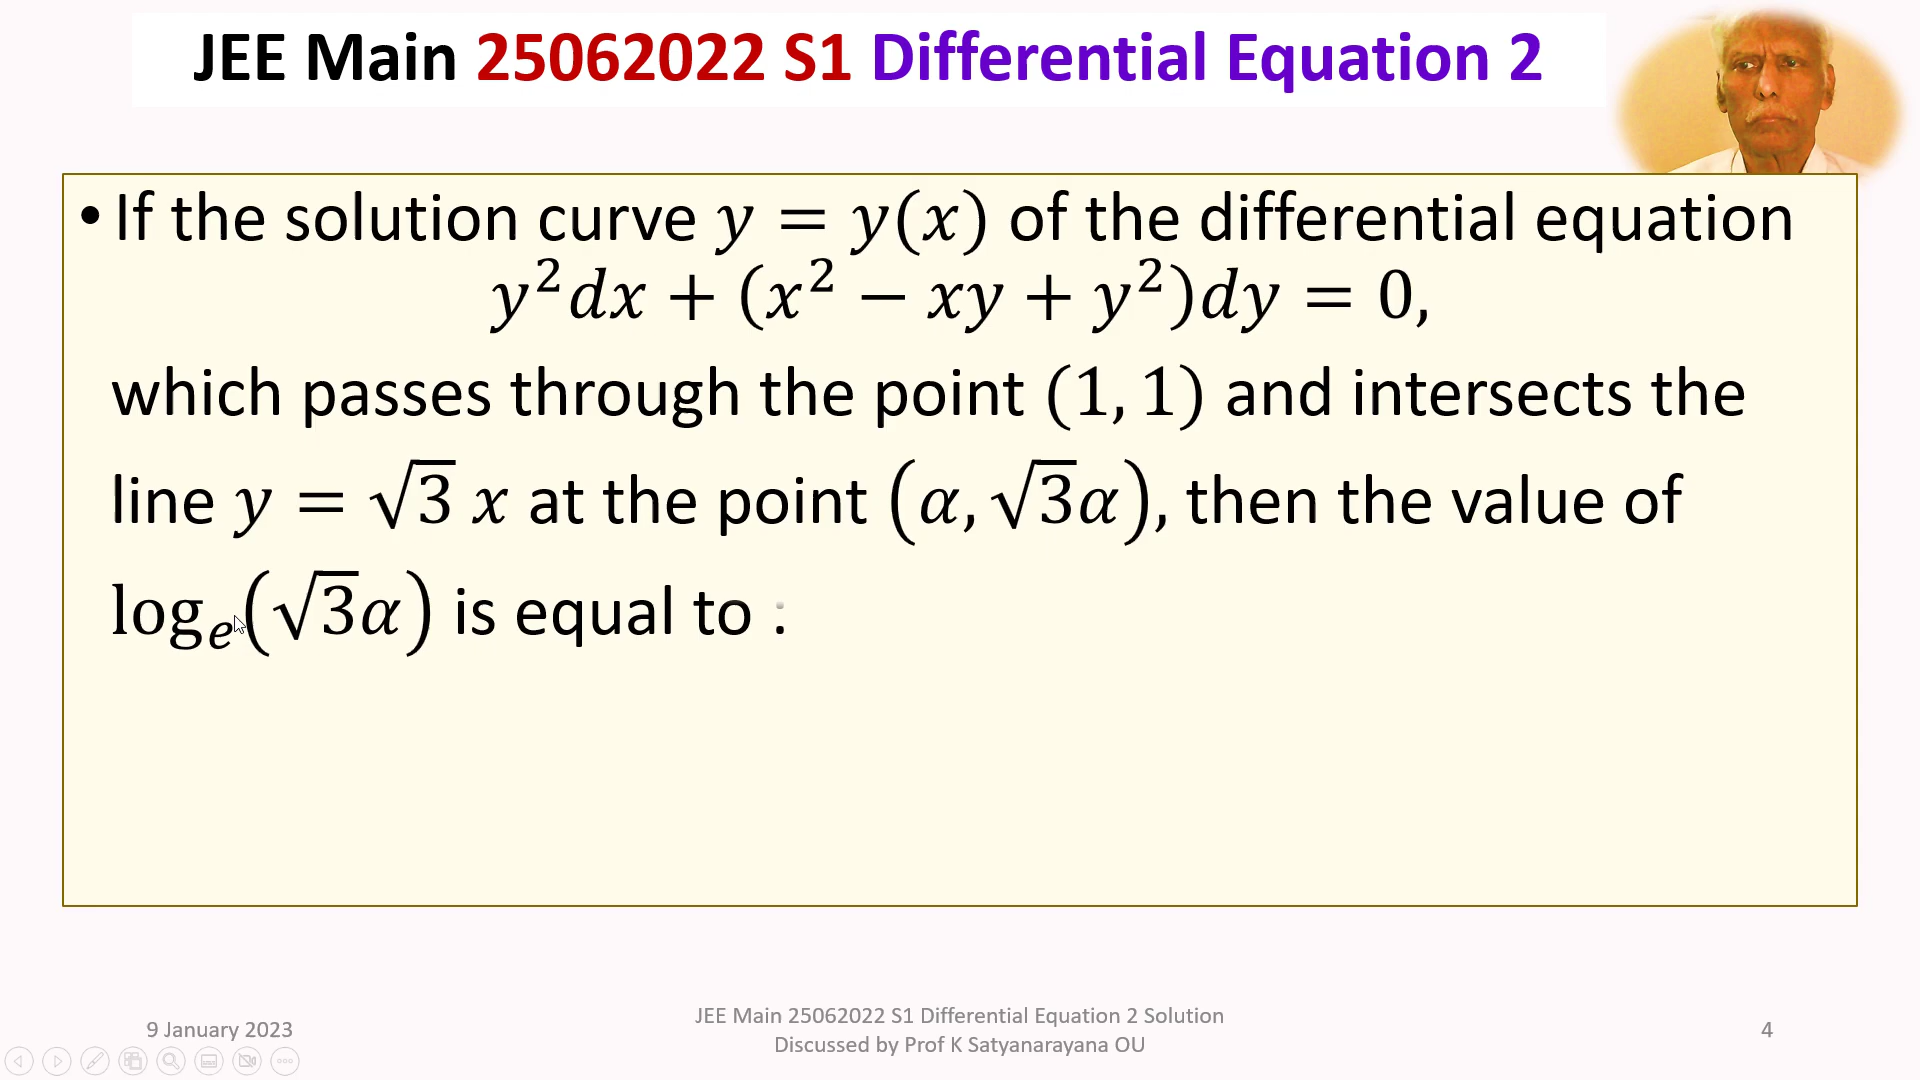 JEE Main 25062022 S1 Differential Equation 2
• If the solution curve y = y(x) of the differential equation
y²dx + (x² − xy + y²)dy = 0,
which passes through the point (1, 1) and intersects the
line y = √3 x at the point (α, √3α), then the value of
logₑ(√3α) is equal to :
9 January 2023
JEE Main 25062022 S1 Differential Equation 2 Solution
Discussed by Prof K Satyanarayana OU
4